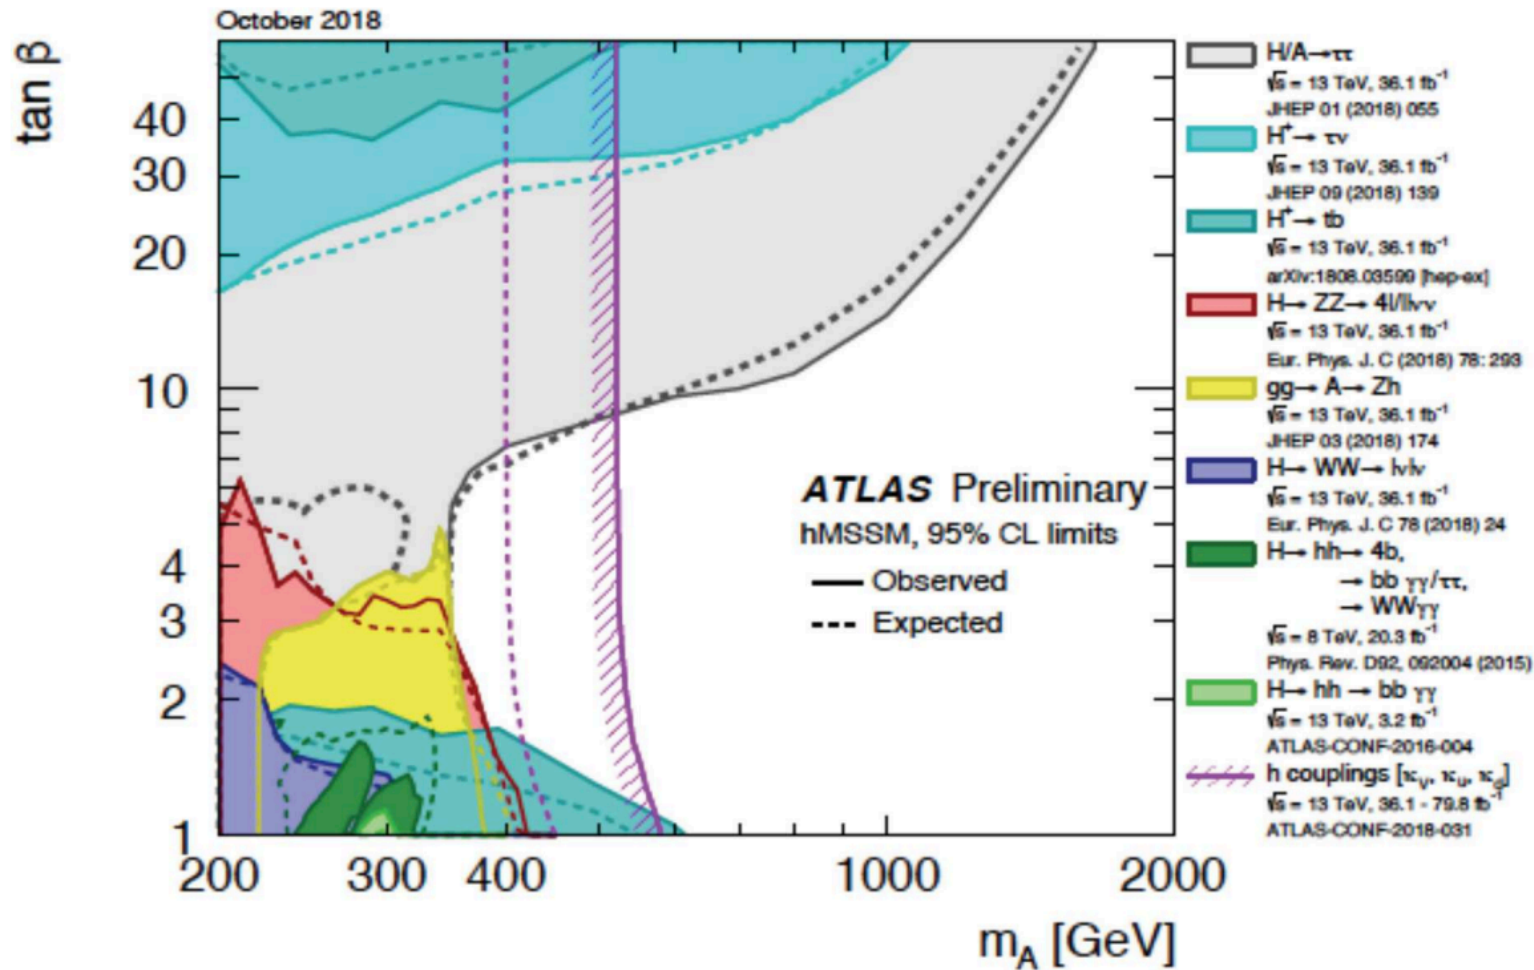 October 2018
tan β
40
30
20
10
4
3
2
1
200
300
400
1000
2000
m_A [GeV]
ATLAS Preliminary
hMSSM, 95% CL limits
Observed
Expected
H/A→ττ
√s = 13 TeV, 36.1 fb⁻¹
JHEP 01 (2018) 055
H⁺→ τν
√s = 13 TeV, 36.1 fb⁻¹
JHEP 09 (2018) 139
H⁺→ tb
√s = 13 TeV, 36.1 fb⁻¹
arXiv:1808.03599 [hep-ex]
H→ ZZ→ 4l/llνν
√s = 13 TeV, 36.1 fb⁻¹
Eur. Phys. J. C (2018) 78: 293
gg→ A→ Zh
√s = 13 TeV, 36.1 fb⁻¹
JHEP 03 (2018) 174
H→ WW→ lνlν
√s = 13 TeV, 36.1 fb⁻¹
Eur. Phys. J. C 78 (2018) 24
H→ hh→ 4b,
→ bb γγ/ττ,
→ WWγγ
√s = 8 TeV, 20.3 fb⁻¹
Phys. Rev. D92, 092004 (2015)
H→ hh → bb γγ
√s = 13 TeV, 3.2 fb⁻¹
ATLAS-CONF-2016-004
h couplings [κ_V, κ_u, κ_d]
√s = 13 TeV, 36.1 - 79.8 fb⁻¹
ATLAS-CONF-2018-031